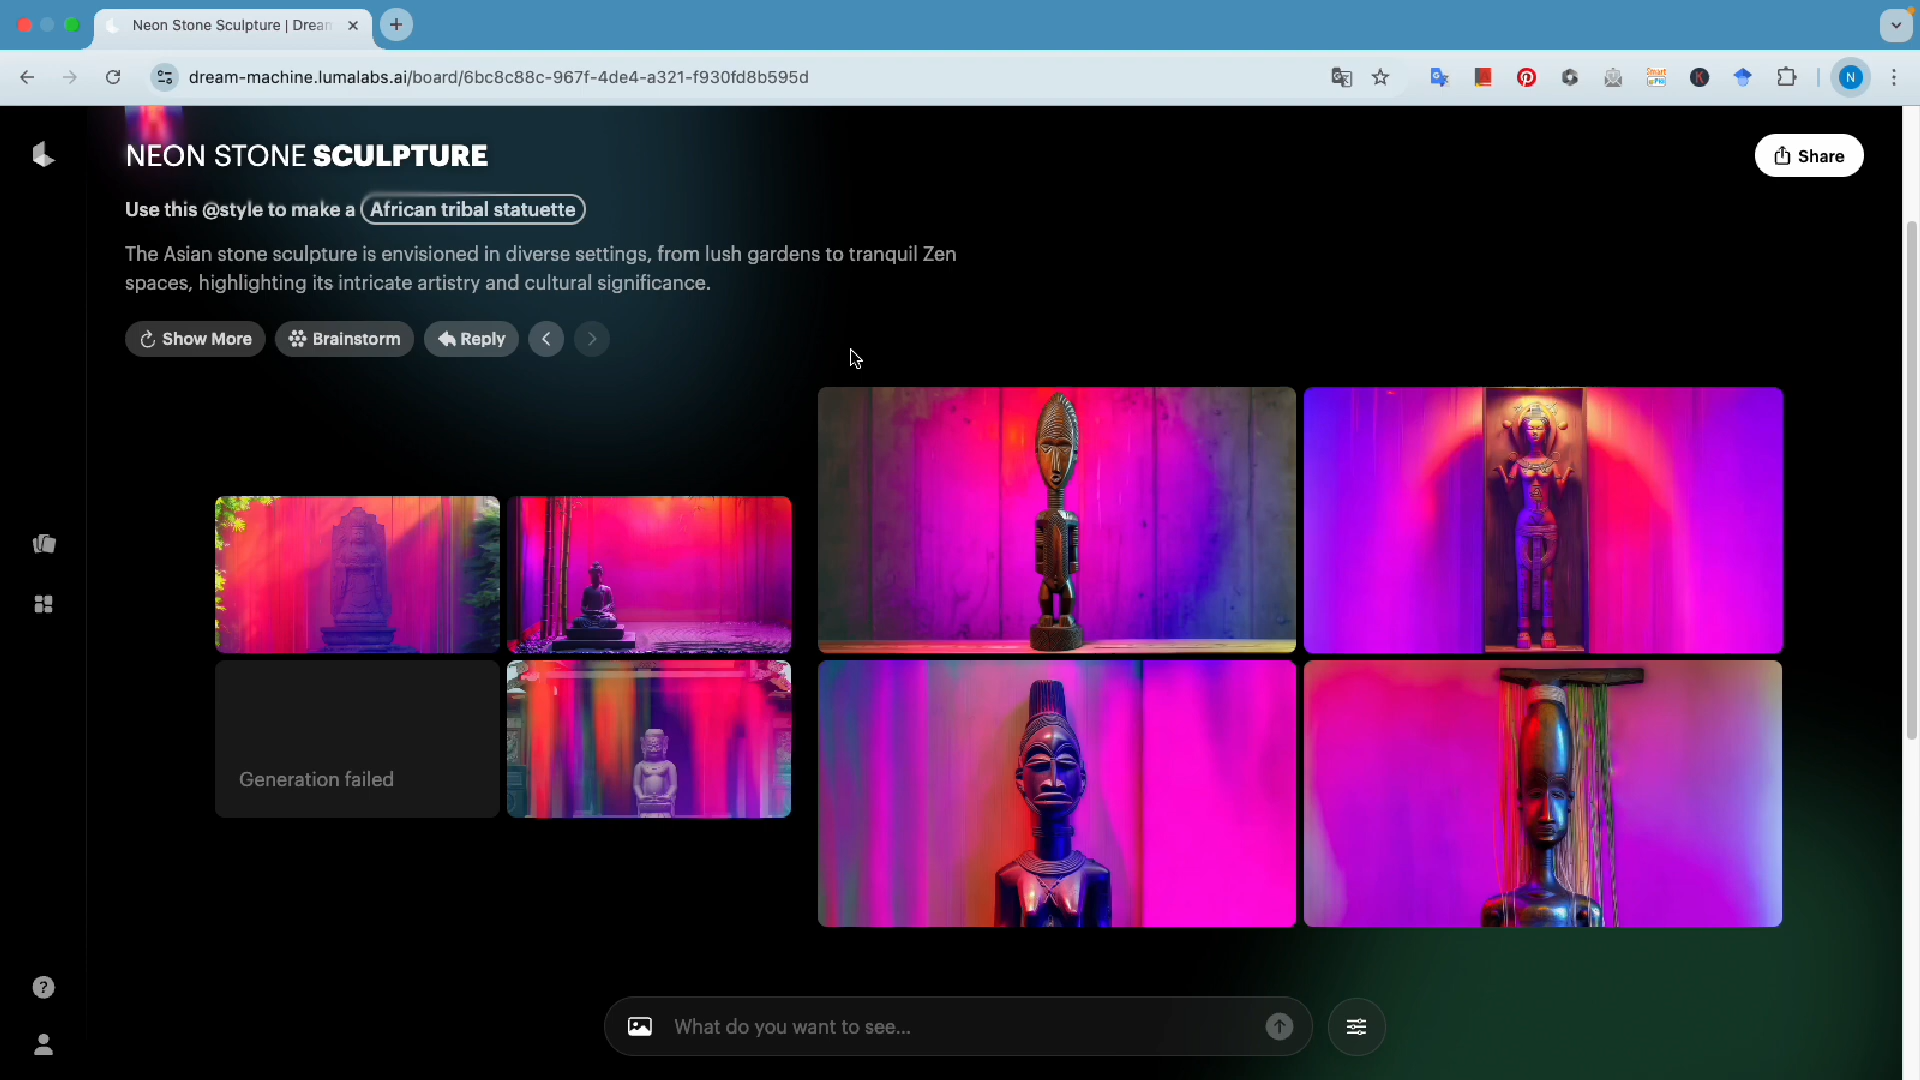 Neon Stone Sculpture | Dream
dream-machine.lumalabs.ai/board/6bc8c88c-967f-4de4-a321-f930fd8b595d
N
NEON STONE SCULPTURE
Share
Use this @style to make a African tribal statuette
The Asian stone sculpture is envisioned in diverse settings, from lush gardens to tranquil Zen
spaces, highlighting its intricate artistry and cultural significance.
Show More
Brainstorm
Reply
Generation failed
What do you want to see...